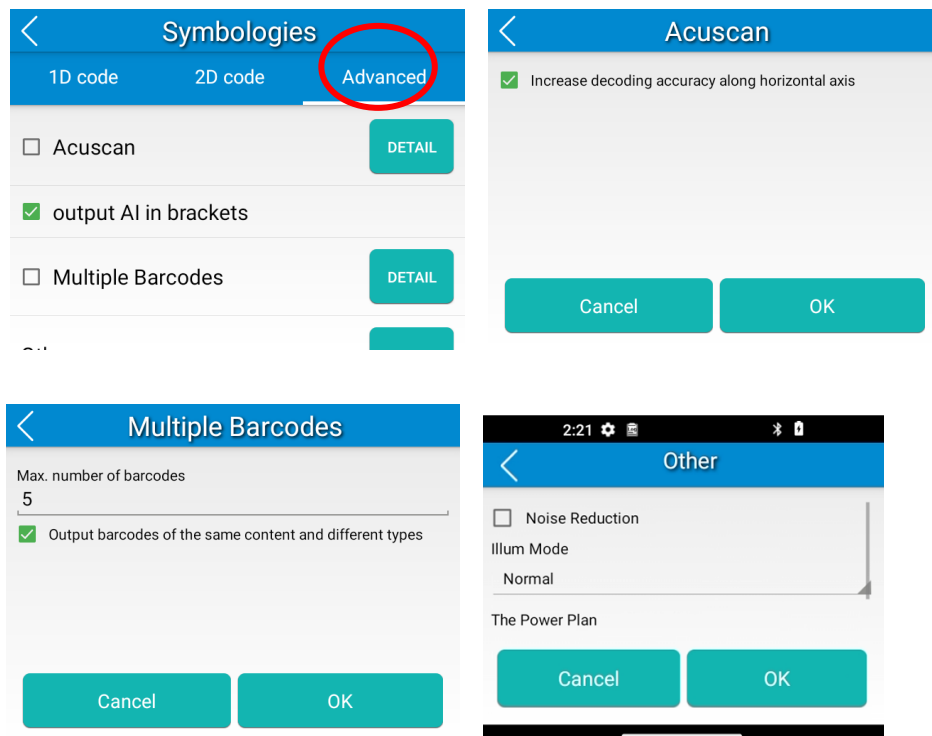 Symbologies
1D code 2D code Advanced
Acuscan DETAIL
output AI in brackets
Multiple Barcodes DETAIL
Acuscan
Increase decoding accuracy along horizontal axis
Cancel OK
Multiple Barcodes
Max. number of barcodes
5
Output barcodes of the same content and different types
Cancel OK
2:21
Other
Noise Reduction
Illum Mode
Normal
The Power Plan
Cancel OK